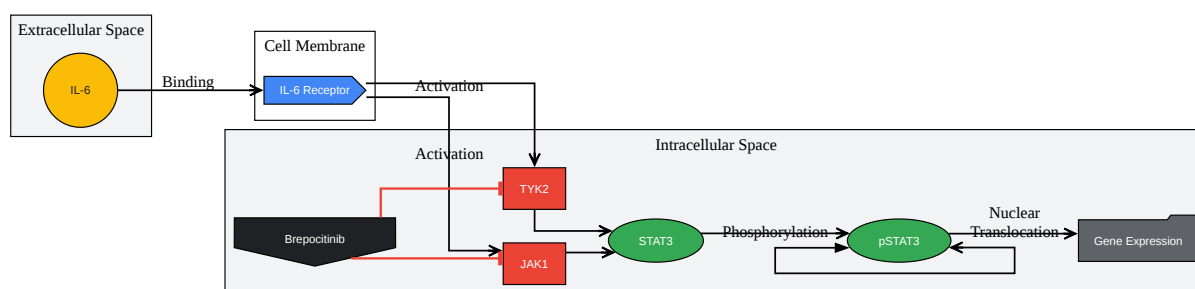 Extracellular Space
IL-6
Binding
Cell Membrane
IL-6 Receptor
Activation
Activation
Intracellular Space
TYK2
Brepocitinib
JAK1
STAT3
Phosphorylation
pSTAT3
Nuclear
Translocation
Gene Expression